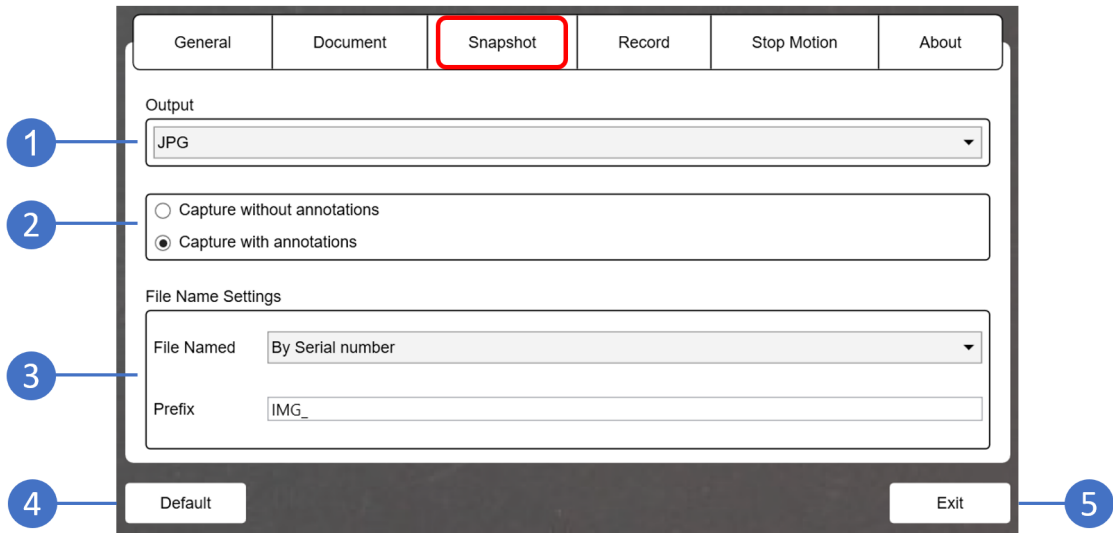 General Document Snapshot Record Stop Motion About
Output
1 JPG
2 Capture without annotations
Capture with annotations
File Name Settings
File Named By Serial number
3
Prefix IMG_
4 Default Exit 5